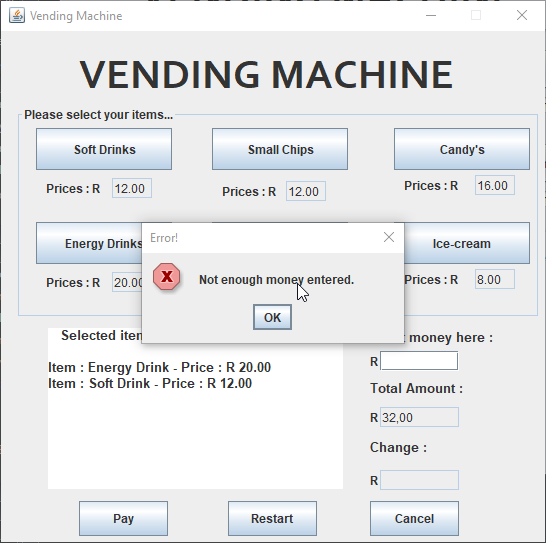 Vending Machine
VENDING MACHINE
Please select your items...
Soft Drinks
Small Chips
Candy's
Prices : R 12.00
Prices : R 12.00
Prices : R 16.00
Error!
Energy Drinks
Ice-cream
Not enough money entered.
Prices : R 20.00
Prices : R 8.00
OK
Selected
money here :
R
Item : Energy Drink - Price : R 20.00
Item : Soft Drink - Price : R 12.00
Total Amount :
R 32,00
Change :
R
Pay
Restart
Cancel